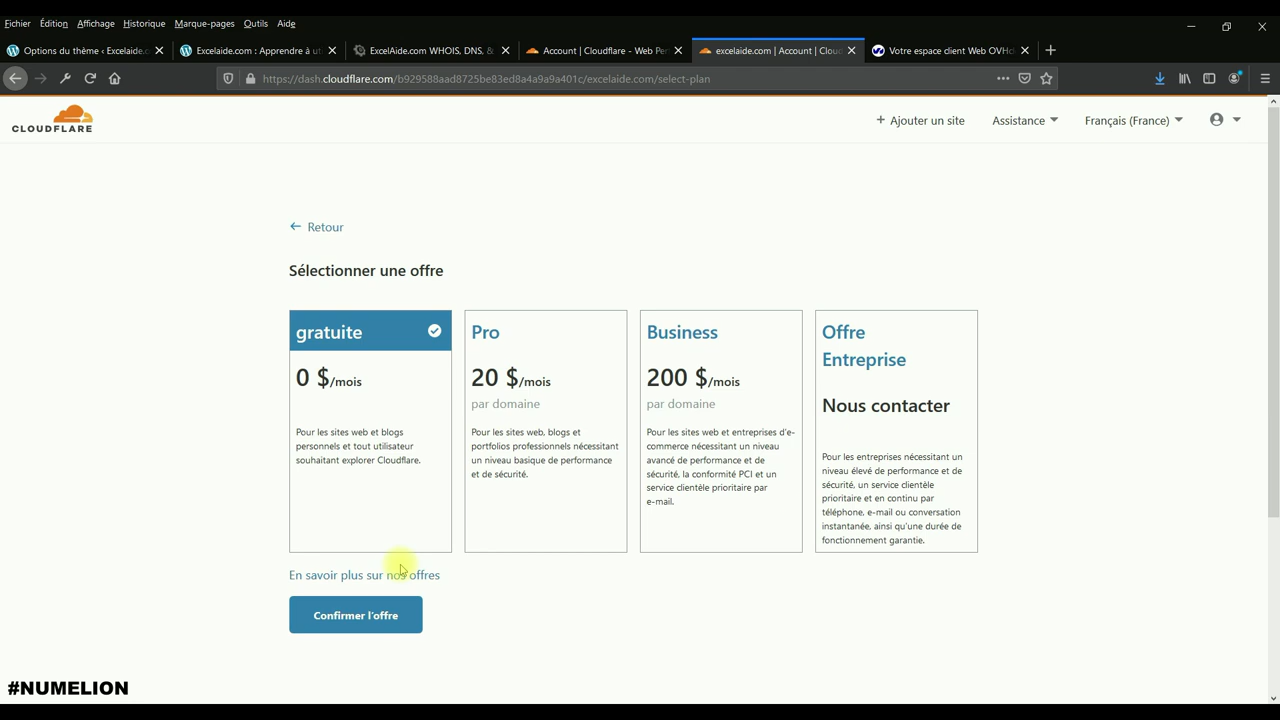 Fichier Édition Affichage Historique Marque-pages Outils Aide
Options du thème ‹ Excelaide.c
Excelaide.com : Apprendre à ut
ExcelAide.com WHOIS, DNS, &
Account | Cloudflare - Web Per
excelaide.com | Account | Cloud
Votre espace client Web OVHc
https://dash.cloudflare.com/b929588aad8725be83ed8a4a9a9a401c/excelaide.com/select-plan
CLOUDFLARE
+ Ajouter un site
Assistance
Français (France)
← Retour
Sélectionner une offre
gratuite
0 $/mois
Pour les sites web et blogs
personnels et tout utilisateur
souhaitant explorer Cloudflare.
Pro
20 $/mois
par domaine
Pour les sites web, blogs et
portfolios professionnels nécessitant
un niveau basique de performance
et de sécurité.
Business
200 $/mois
par domaine
Pour les sites web et entreprises d'e-
commerce nécessitant un niveau
avancé de performance et de
sécurité, la conformité PCI et un
service clientèle prioritaire par
e-mail.
Offre
Entreprise
Nous contacter
Pour les entreprises nécessitant un
niveau élevé de performance et de
sécurité, un service clientèle
prioritaire et en continu par
téléphone, e-mail ou conversation
instantanée, ainsi qu'une durée de
fonctionnement garantie.
En savoir plus sur nos offres
Confirmer l'offre
#NUMELION